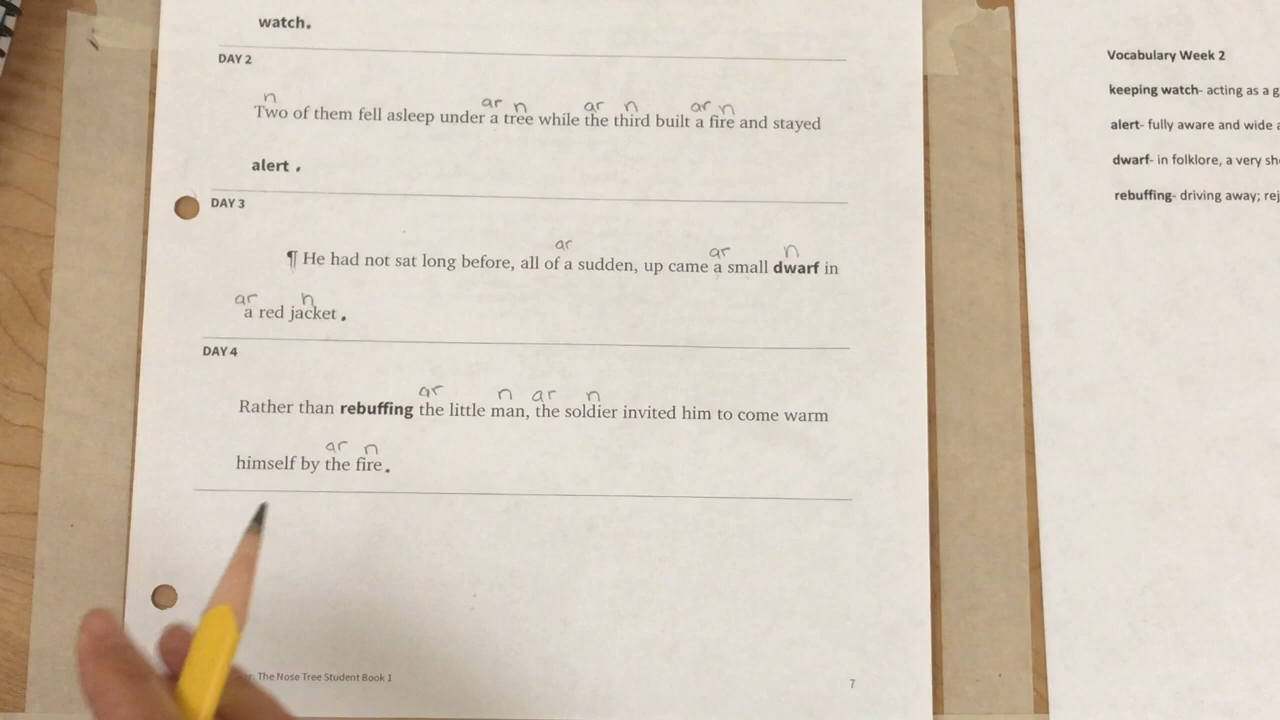 watch.
DAY 2
n ar n ar n ar n
Two of them fell asleep under a tree while the third built a fire and stayed
alert .
DAY 3
ar ar n
¶ He had not sat long before, all of a sudden, up came a small dwarf in
ar n
a red jacket .
DAY 4
ar n ar n
Rather than rebuffing the little man, the soldier invited him to come warm
ar n
himself by the fire .
The Nose Tree Student Book 1
7
Vocabulary Week 2
keeping watch- acting as a
alert- fully aware and wide
dwarf- in folklore, a very
rebuffing- driving away;